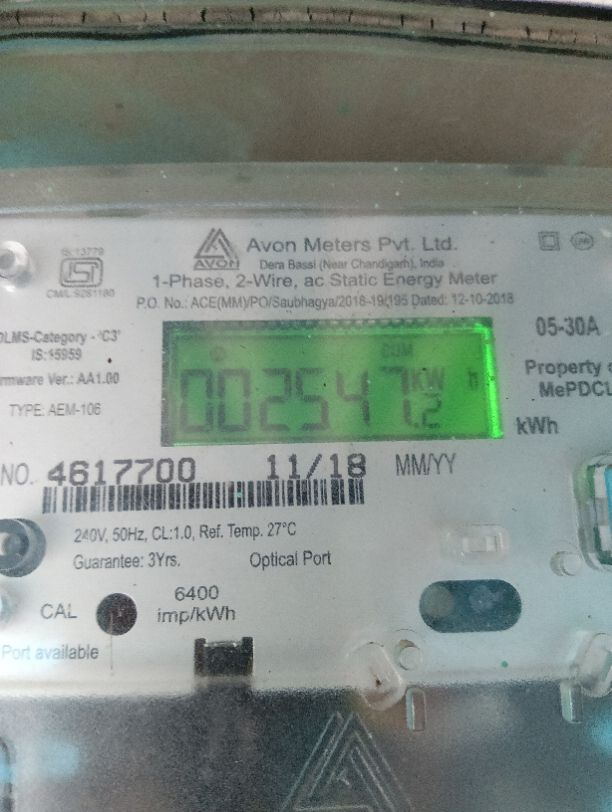 IS:13779
CM/L:9261180
AVON
Avon Meters Pvt. Ltd.
Dera Bassi (Near Chandigarh), India
1-Phase, 2-Wire, ac Static Energy Meter
P.O. No.: ACE(MM)/PO/Saubhagya/2018-19/195 Dated: 12-10-2018
DLMS-Category - 'C3'
IS:15959
rmware Ver.: AA1.00
TYPE: AEM-106
CUM
002547.2 KW h
kWh
05-30A
Property o
MePDCL
NO. 4617700 11/18 MM/YY
240V, 50Hz, CL:1.0, Ref. Temp. 27°C
Guarantee: 3Yrs. Optical Port
CAL
6400
imp/kWh
Port available